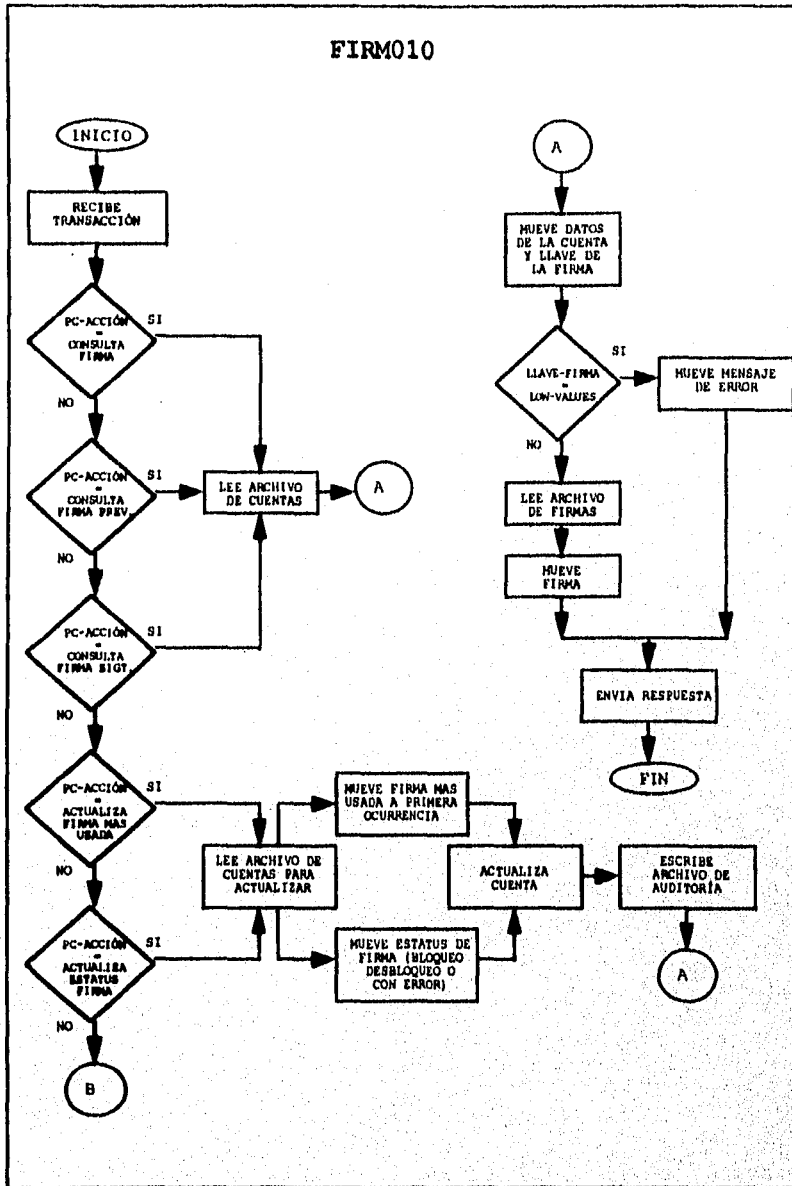 FIRM010
INICIO
RECIBE
TRANSACCIÓN
PC-ACCIÓN
=
CONSULTA
FIRMA
SI
NO
PC-ACCIÓN
=
CONSULTA
FIRMA PREV.
SI
NO
LEE ARCHIVO
DE CUENTAS
A
PC-ACCIÓN
=
CONSULTA
FIRMA SIGT.
SI
NO
PC-ACCIÓN
=
ACTUALIZA
FIRMA MAS
USADA
SI
NO
PC-ACCIÓN
=
ACTUALIZA
ESTATUS
FIRMA
SI
NO
B
LEE ARCHIVO DE
CUENTAS PARA
ACTUALIZAR
MUEVE FIRMA MAS
USADA A PRIMERA
OCURRENCIA
MUEVE ESTATUS DE
FIRMA (BLOQUEO
DESBLOQUEO O
CON ERROR)
ACTUALIZA
CUENTA
ESCRIBE
ARCHIVO DE
AUDITORÍA
A
A
MUEVE DATOS
DE LA CUENTA
Y LLAVE DE
LA FIRMA
LLAVE-FIRMA
=
LOW-VALUES
SI
MUEVE MENSAJE
DE ERROR
NO
LEE ARCHIVO
DE FIRMAS
MUEVE
FIRMA
ENVIA RESPUESTA
FIN